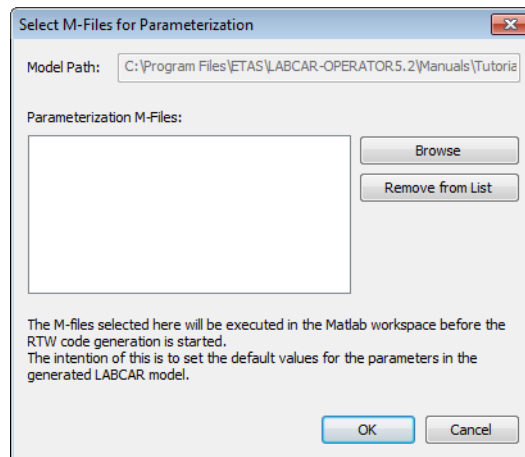 Select M-Files for Parameterization
Model Path:
C:\Program Files\ETAS\LABCAR-OPERATOR5.2\Manuals\Tutoria
Parameterization M-Files:
Browse
Remove from List
The M-files selected here will be executed in the Matlab workspace before the
RTW code generation is started.
The intention of this is to set the default values for the parameters in the
generated LABCAR model.
OK
Cancel